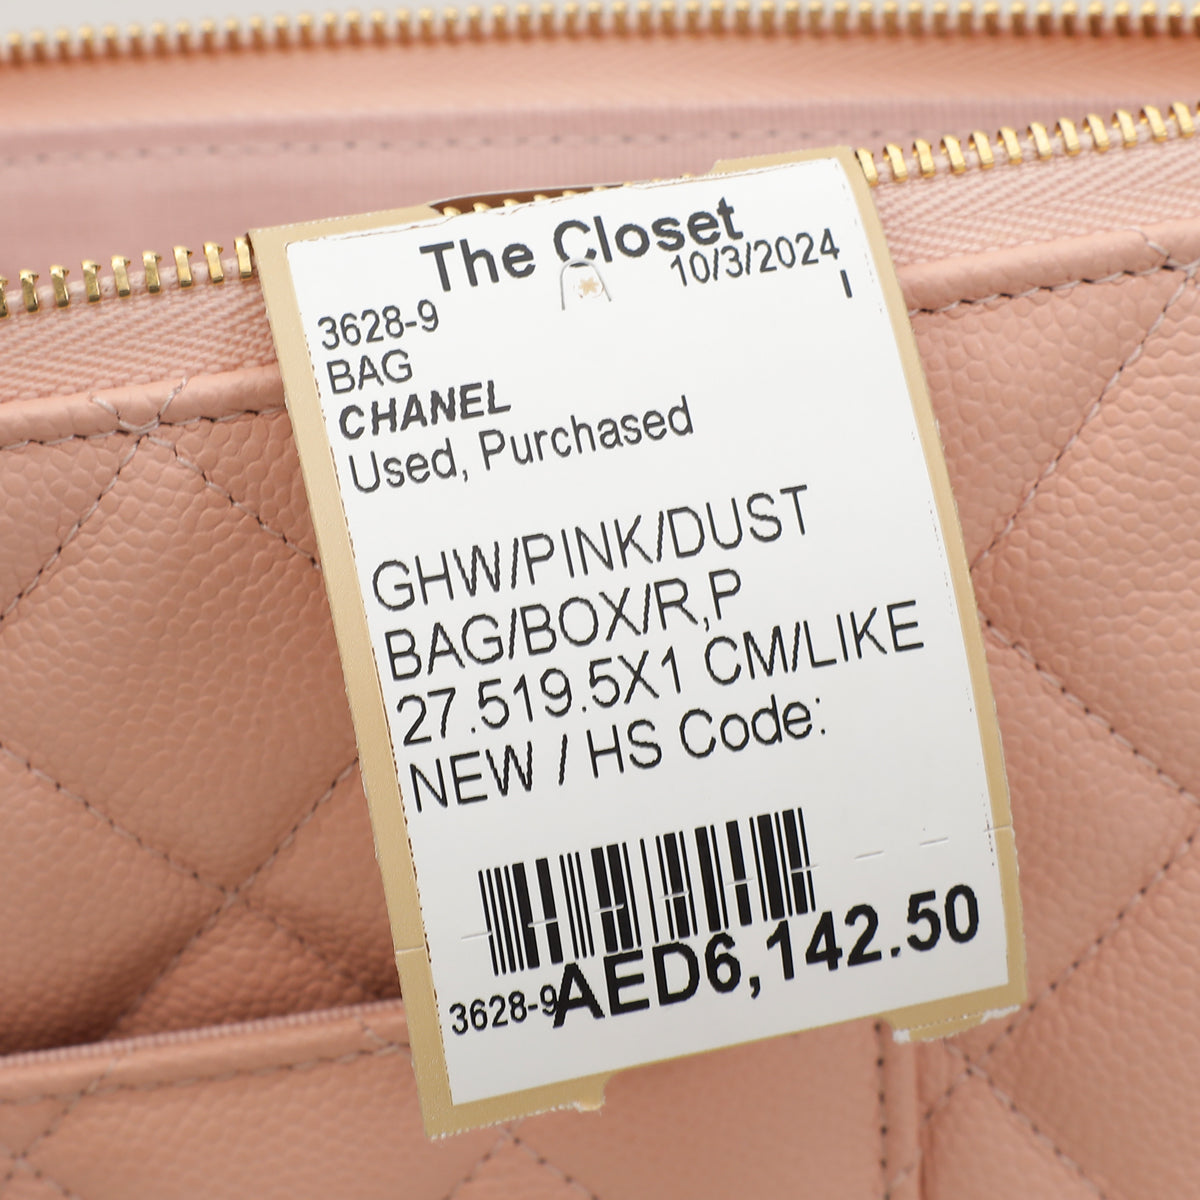 The Closet
10/3/2024
I
3628-9
BAG
CHANEL
Used, Purchased
GHW/PINK/DUST
BAG/BOX/R,P
27.519.5X1 CM/LIKE
NEW / HS Code:
3628-9
AED6,142.50